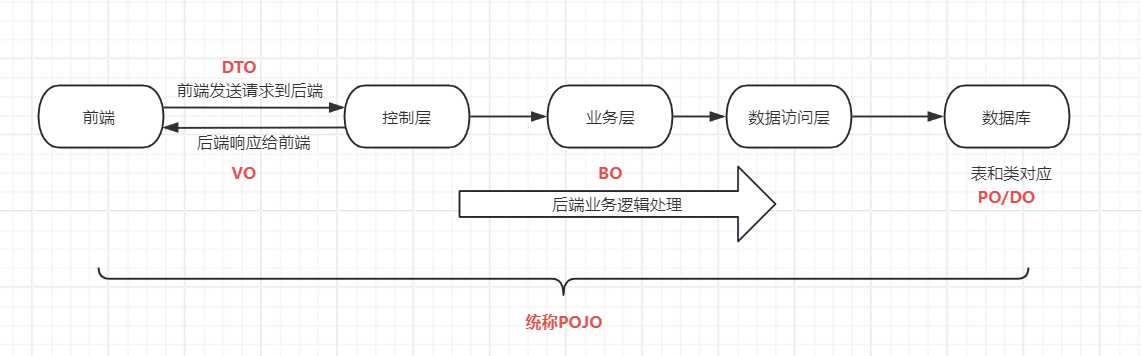 DTO
前端发送请求到后端
前端
控制层
业务层
数据访问层
数据库
后端响应给前端
VO
BO
表和类对应
PO/DO
后端业务逻辑处理
统称POJO